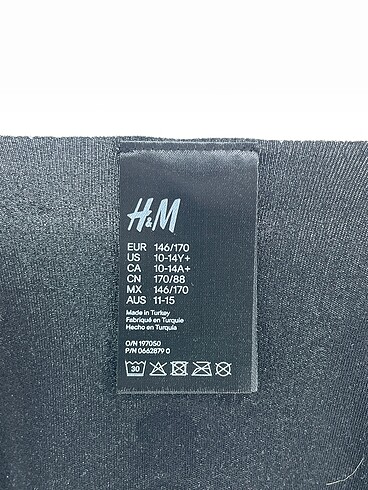 H&M
EUR 146/170
US 10-14Y+
CA 10-14A+
CN 170/88
MX 146/170
AUS 11-15
Made in Turkey
Fabriqué en Turquie
Hecho en Turquía
O/N 197050
P/N 0662879 0
30